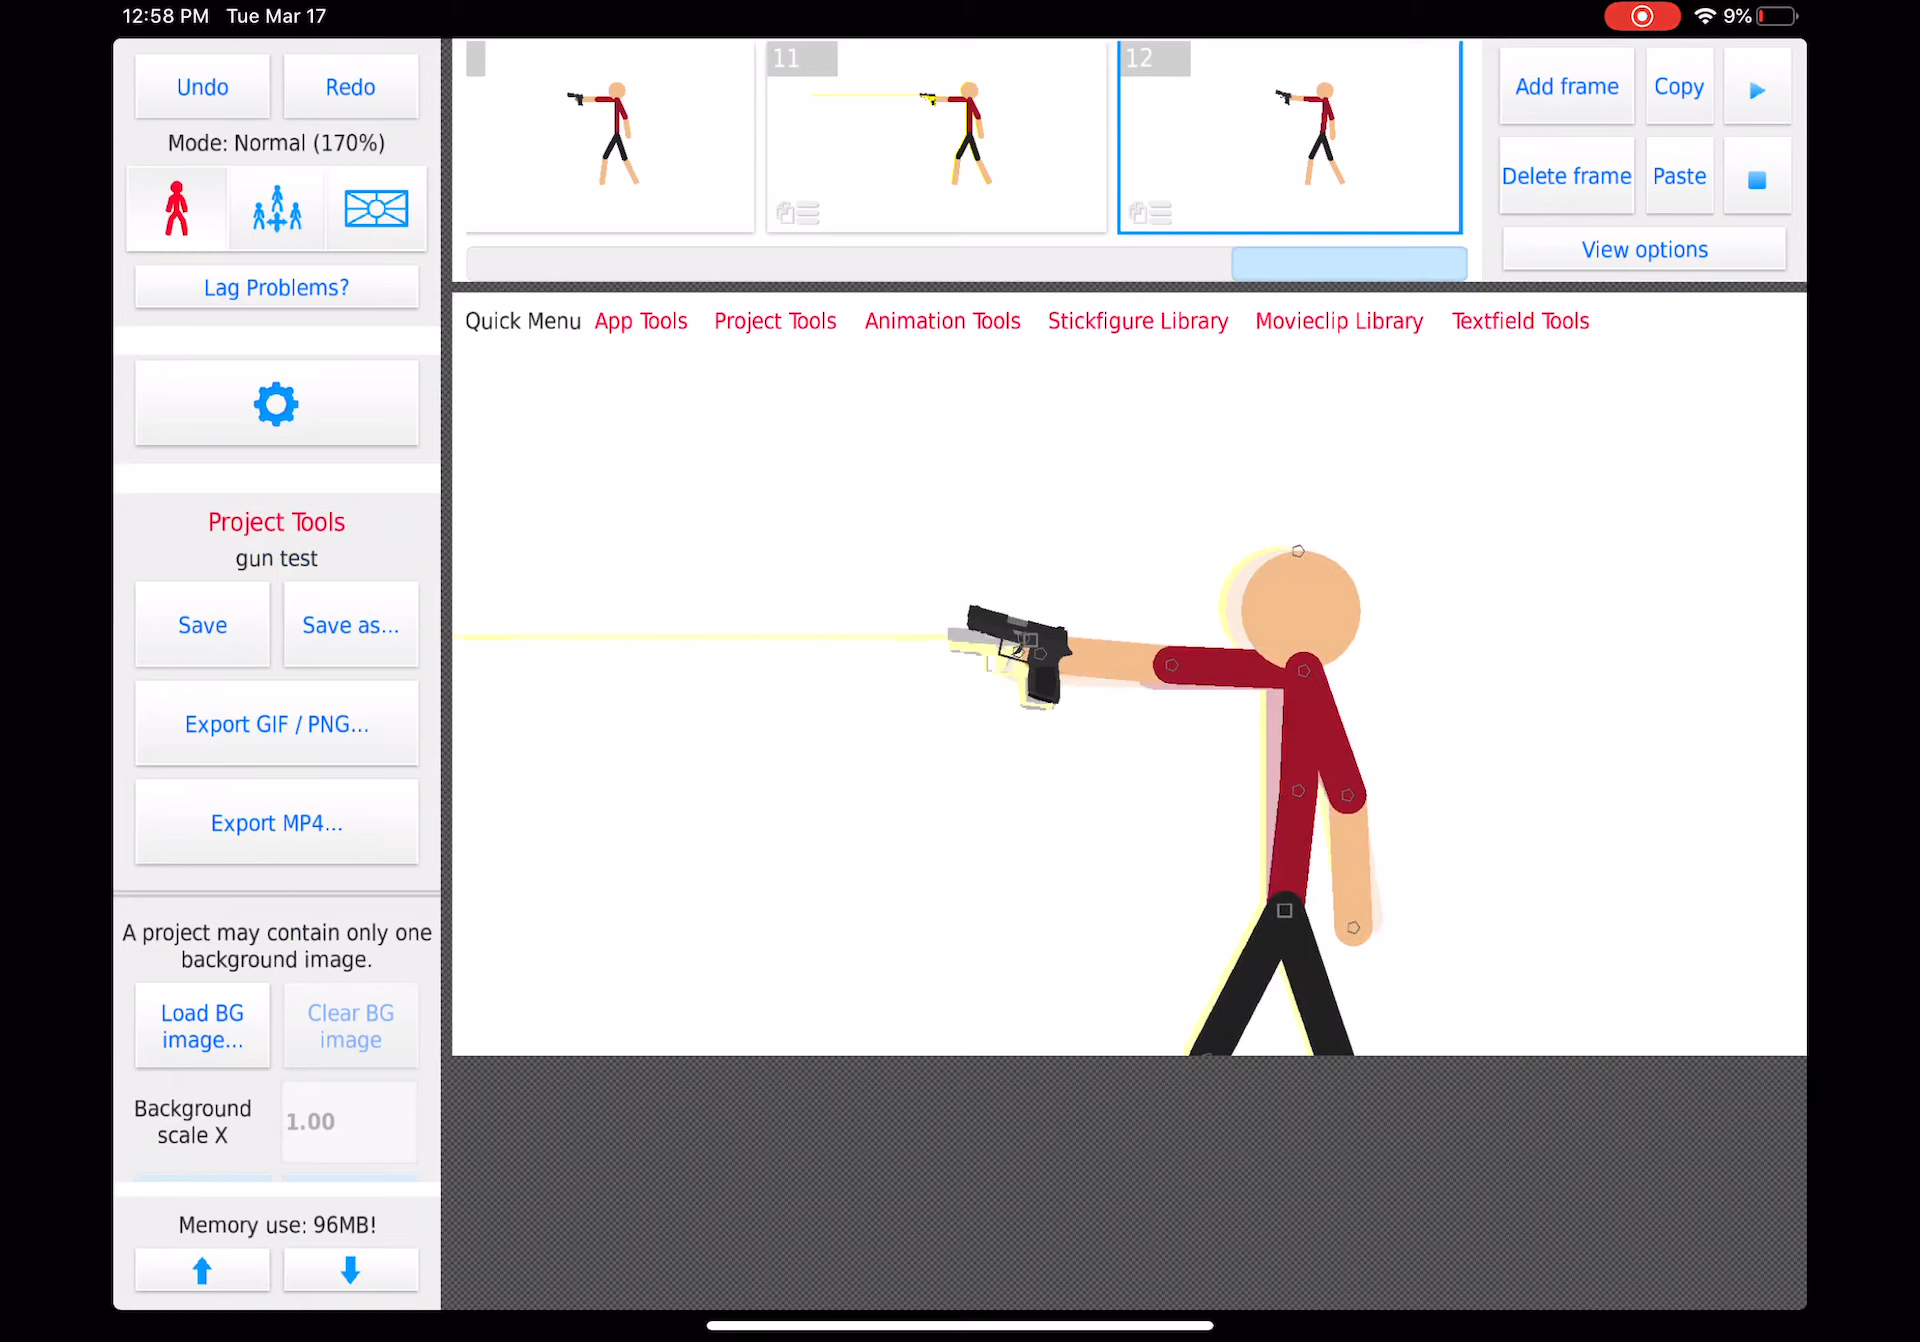 12:58 PM Tue Mar 17
9%
Undo Redo
Mode: Normal (170%)
Lag Problems?
Project Tools
gun test
Save Save as...
Export GIF / PNG...
Export MP4...
A project may contain only one
background image.
Load BG
image...
Clear BG
image
Background
scale X
1.00
Memory use: 96MB!
11
12
Add frame Copy
Delete frame Paste
View options
Quick Menu App Tools Project Tools Animation Tools Stickfigure Library Movieclip Library Textfield Tools